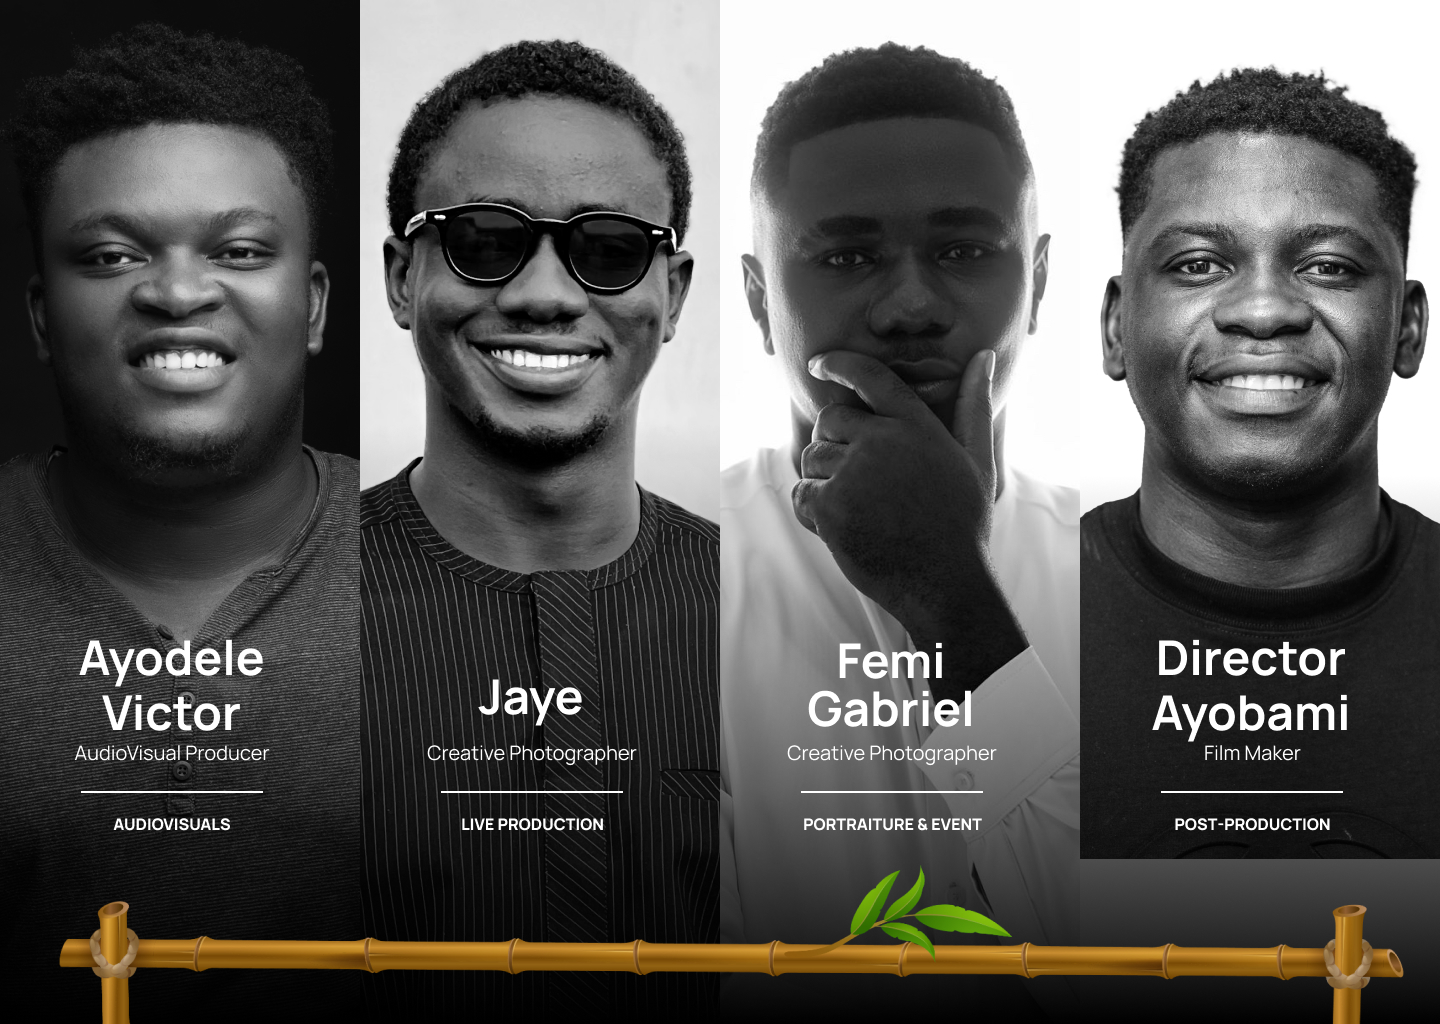 Ayodele
Victor
AudioVisual Producer
AUDIOVISUALS
Jaye
Creative Photographer
LIVE PRODUCTION
Femi
Gabriel
Creative Photographer
PORTRAITURE & EVENT
Director
Ayobami
Film Maker
POST-PRODUCTION